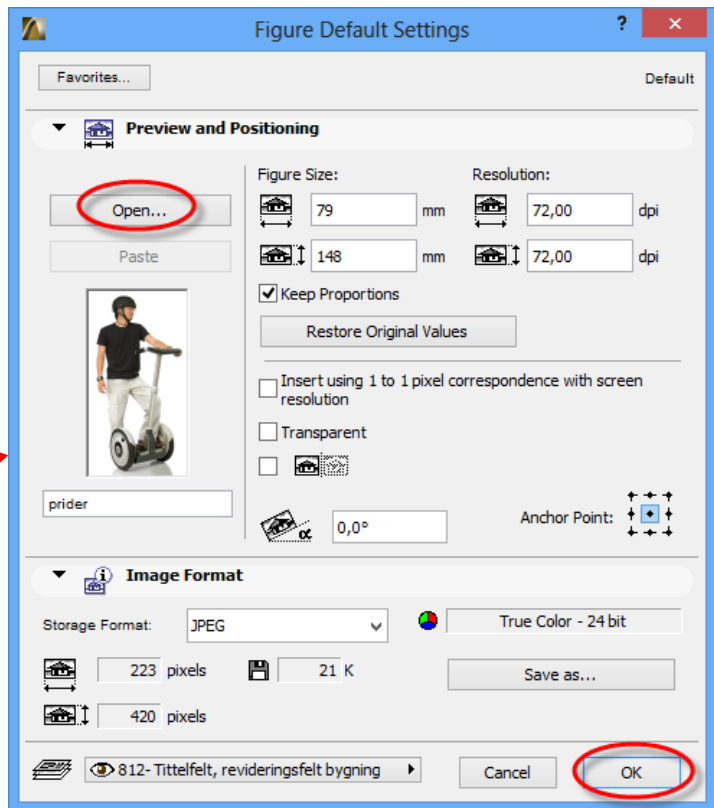 Figure Default Settings ? ×
Favorites... Default
Preview and Positioning
Figure Size: Resolution:
Open... 79 mm 72,00 dpi
Paste 148 mm 72,00 dpi
Keep Proportions
Restore Original Values
Insert using 1 to 1 pixel correspondence with screen
resolution
Transparent
prider
α 0,0° Anchor Point:
Image Format
Storage Format: JPEG True Color - 24 bit
223 pixels 21 K Save as...
420 pixels
812- Tittelfelt, revideringsfelt bygning Cancel OK